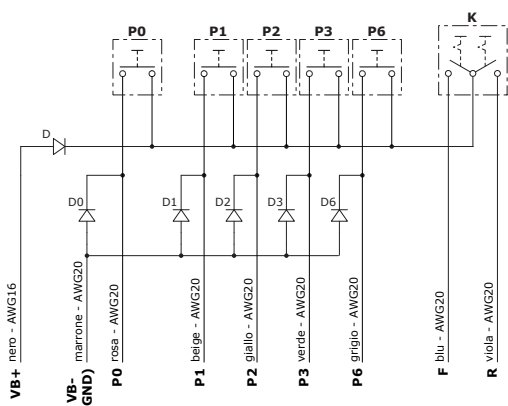 P0
P1
P2
P3
P6
K
D
D0
D1
D2
D3
D6
nero - AWG16
marrone - AWG20
rosa - AWG20
beige - AWG20
giallo - AWG20
verde - AWG20
grigio - AWG20
blu - AWG20
viola - AWG20
VB+
VB-
GND)
P0
P1
P2
P3
P6
F
R